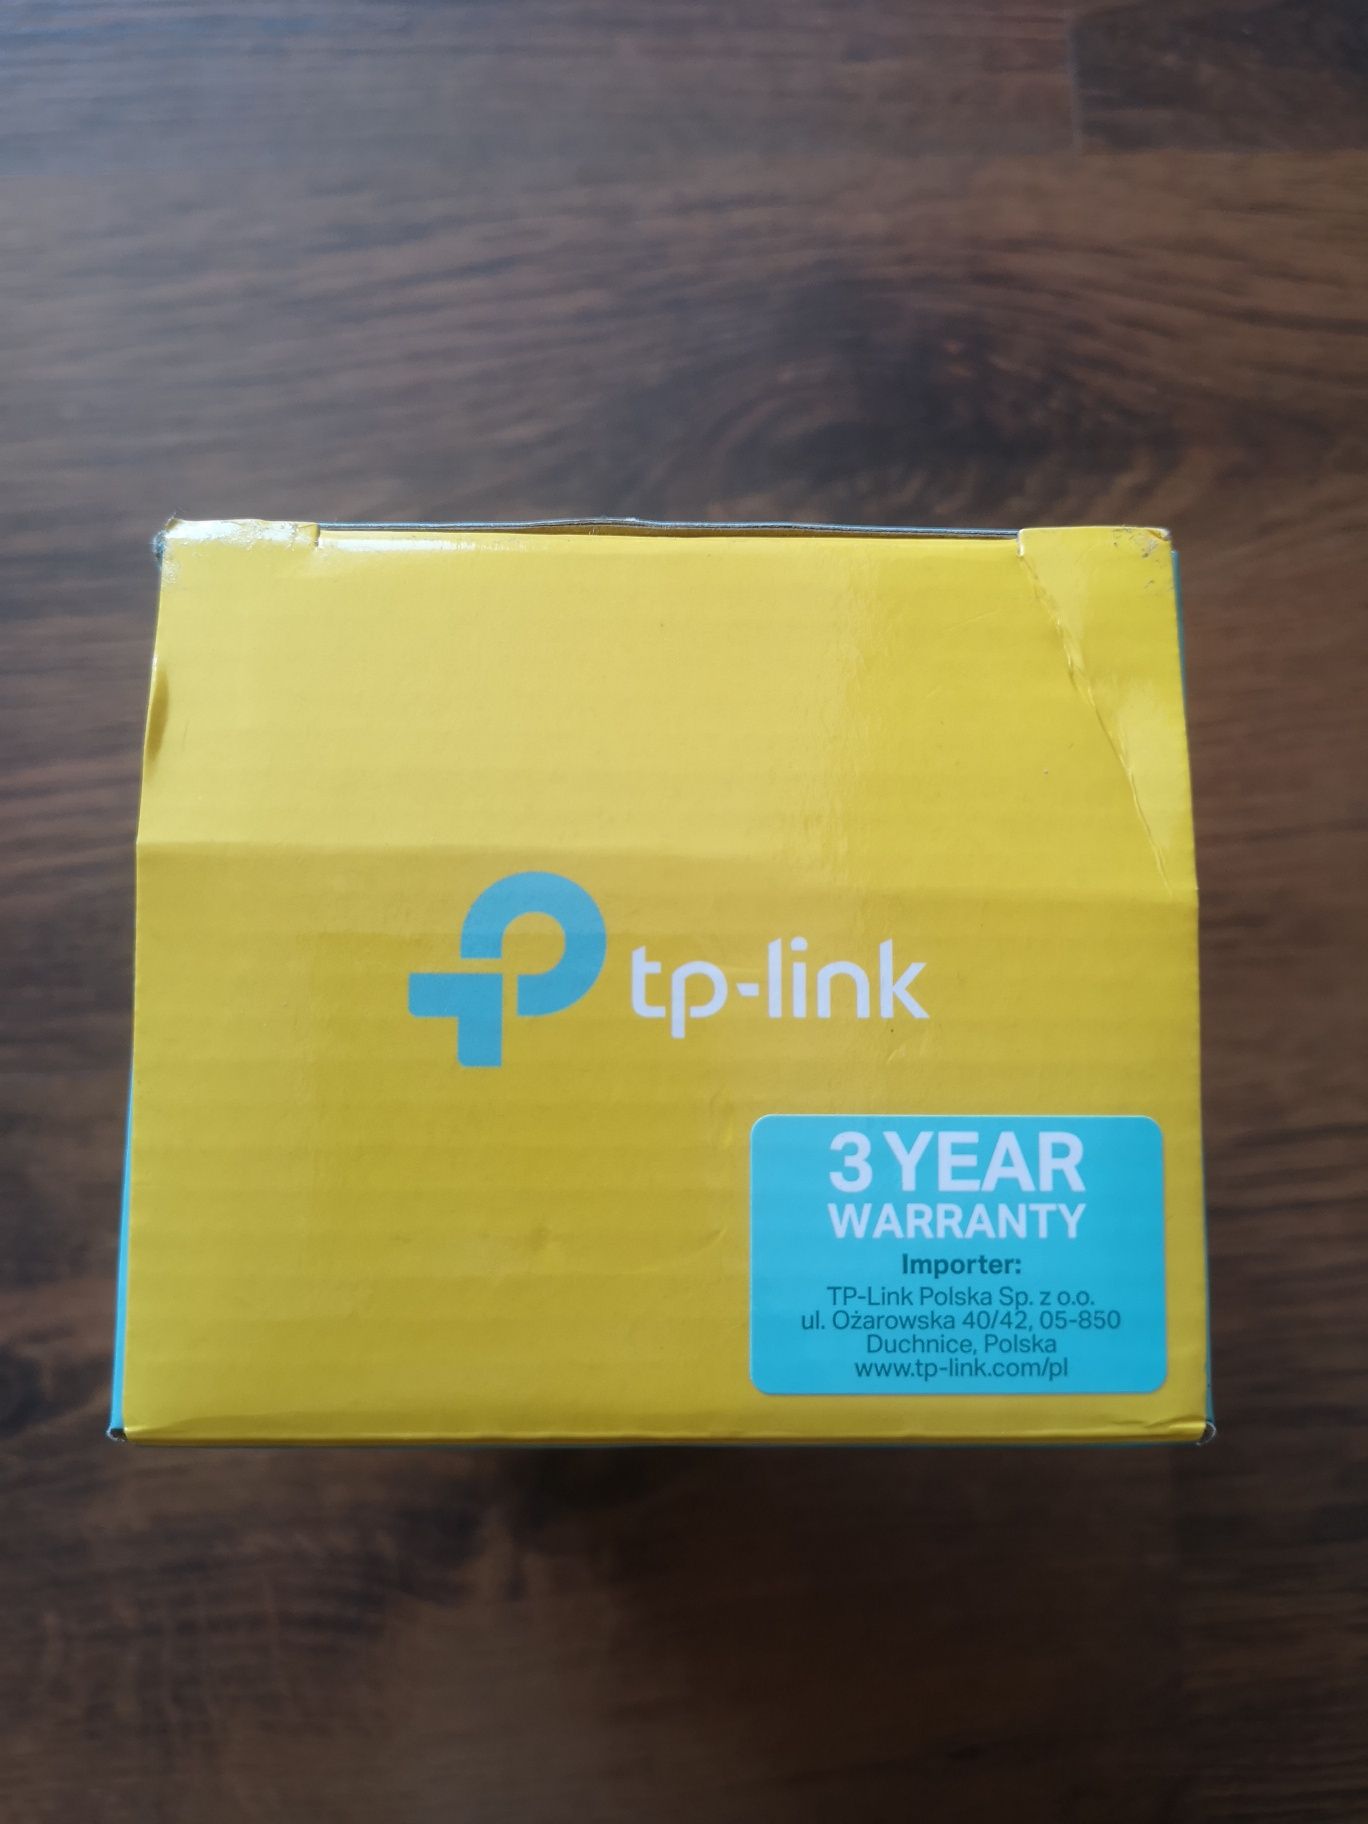 tp-link
3 YEAR
WARRANTY
Importer:
TP-Link Polska Sp. z o.o.
ul. Ożarowska 40/42, 05-850
Duchnice, Polska
www.tp-link.com/pl